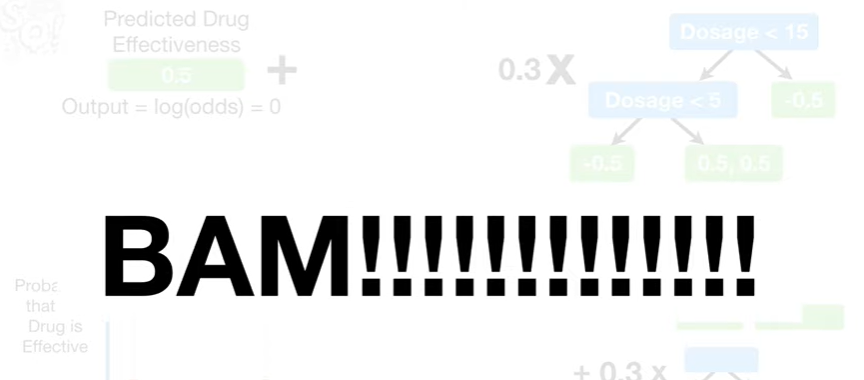 Predicted Drug
Effectiveness
0.5
+
Output = log(odds) = 0
0.3 X
Dosage < 15
Dosage < 5
-0.5
-0.5
0.5, 0.5
BAM!!!!!!!!!!!!!
that
Drug is
Effective
+ 0.3 x